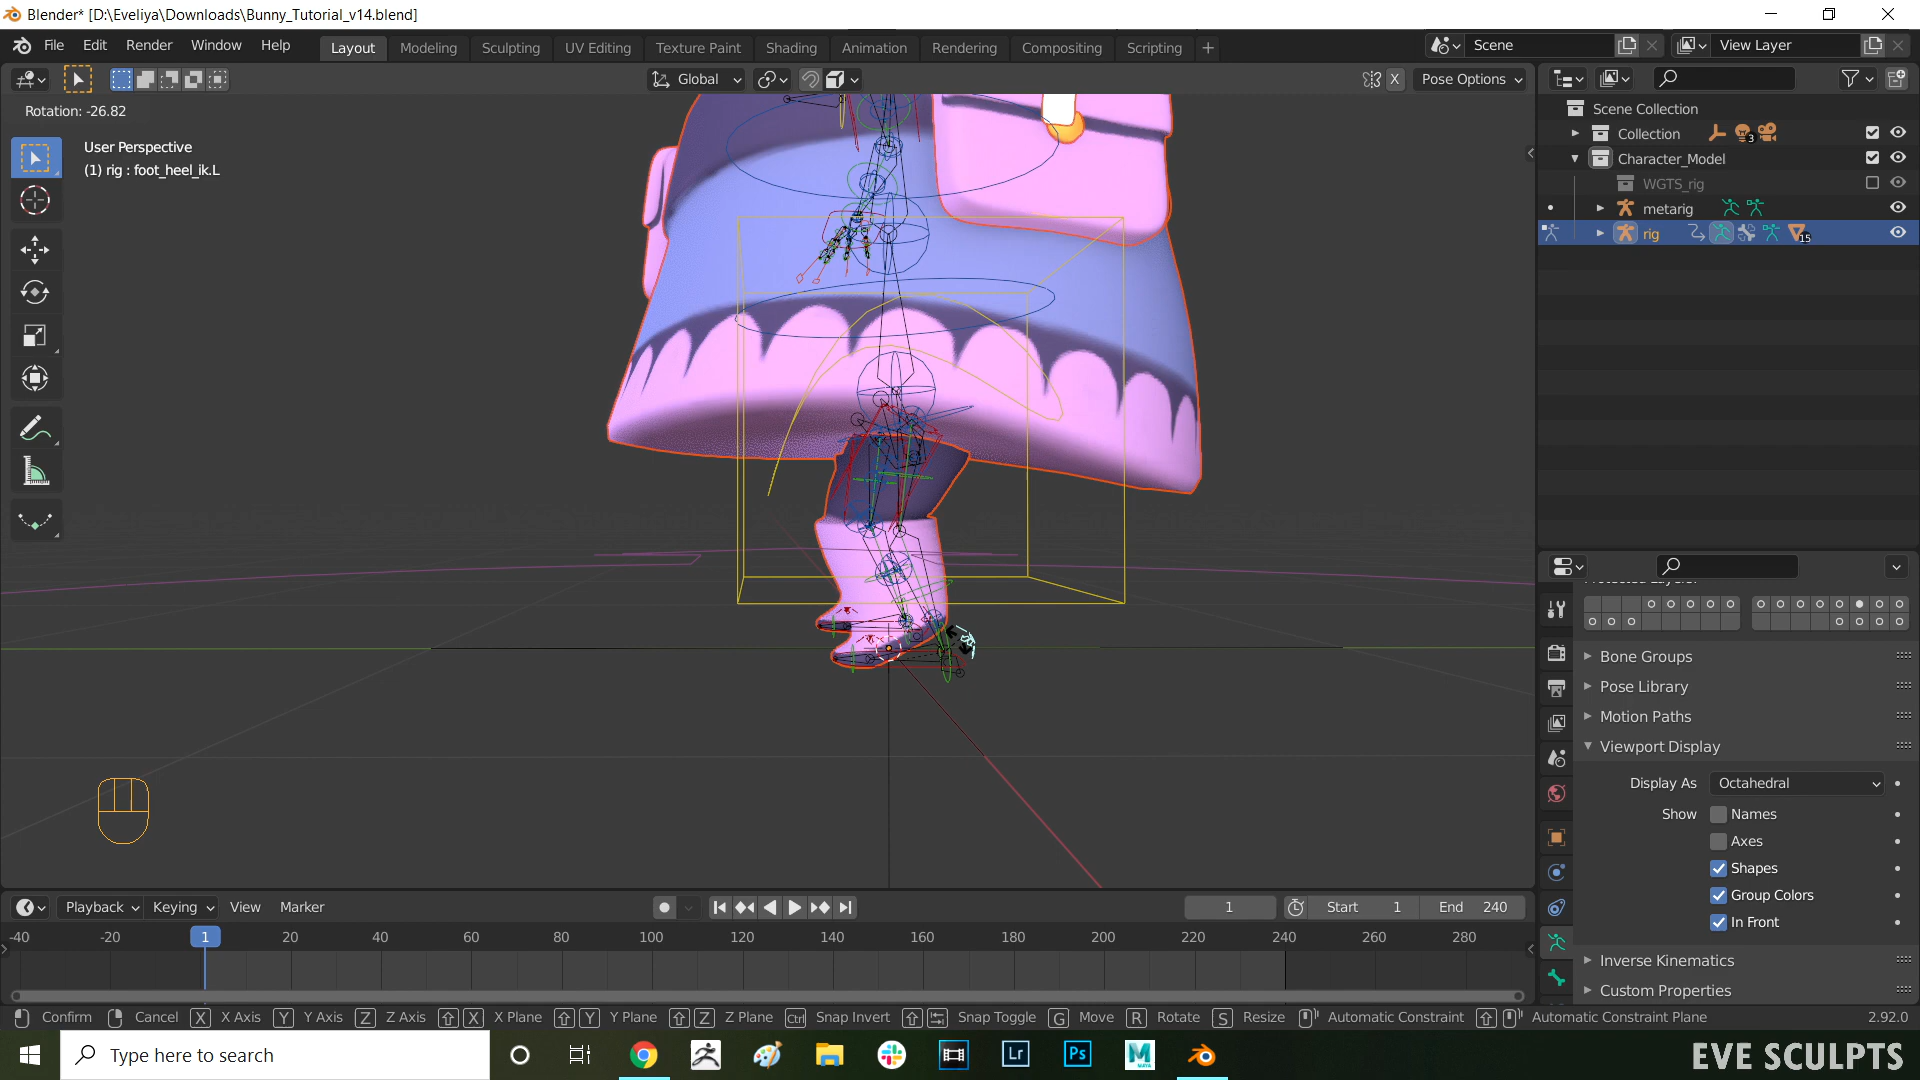 Blender* [D:\Eveliya\Downloads\Bunny_Tutorial_v14.blend]
File Edit Render Window Help Layout Modeling Sculpting UV Editing Texture Paint Shading Animation Rendering Compositing Scripting + Scene View Layer
Global X Pose Options
Rotation: -26.82
User Perspective
(1) rig : foot_heel_ik.L
Scene Collection
Collection 3
Character_Model
WGTS_rig
metarig
rig 15
Bone Groups
Pose Library
Motion Paths
Viewport Display
Display As Octahedral
Show Names
Axes
Shapes
Group Colors
In Front
Inverse Kinematics
Custom Properties
Playback Keying View Marker 1 Start 1 End 240
-40 -20 1 20 40 60 80 100 120 140 160 180 200 220 240 260 280
Confirm Cancel X X Axis Y Y Axis Z Z Axis X X Plane Y Y Plane Z Z Plane Ctrl Snap Invert Snap Toggle G Move R Rotate S Resize Automatic Constraint Automatic Constraint Plane 2.92.0
Type here to search Lr Ps M EVE SCULPTS